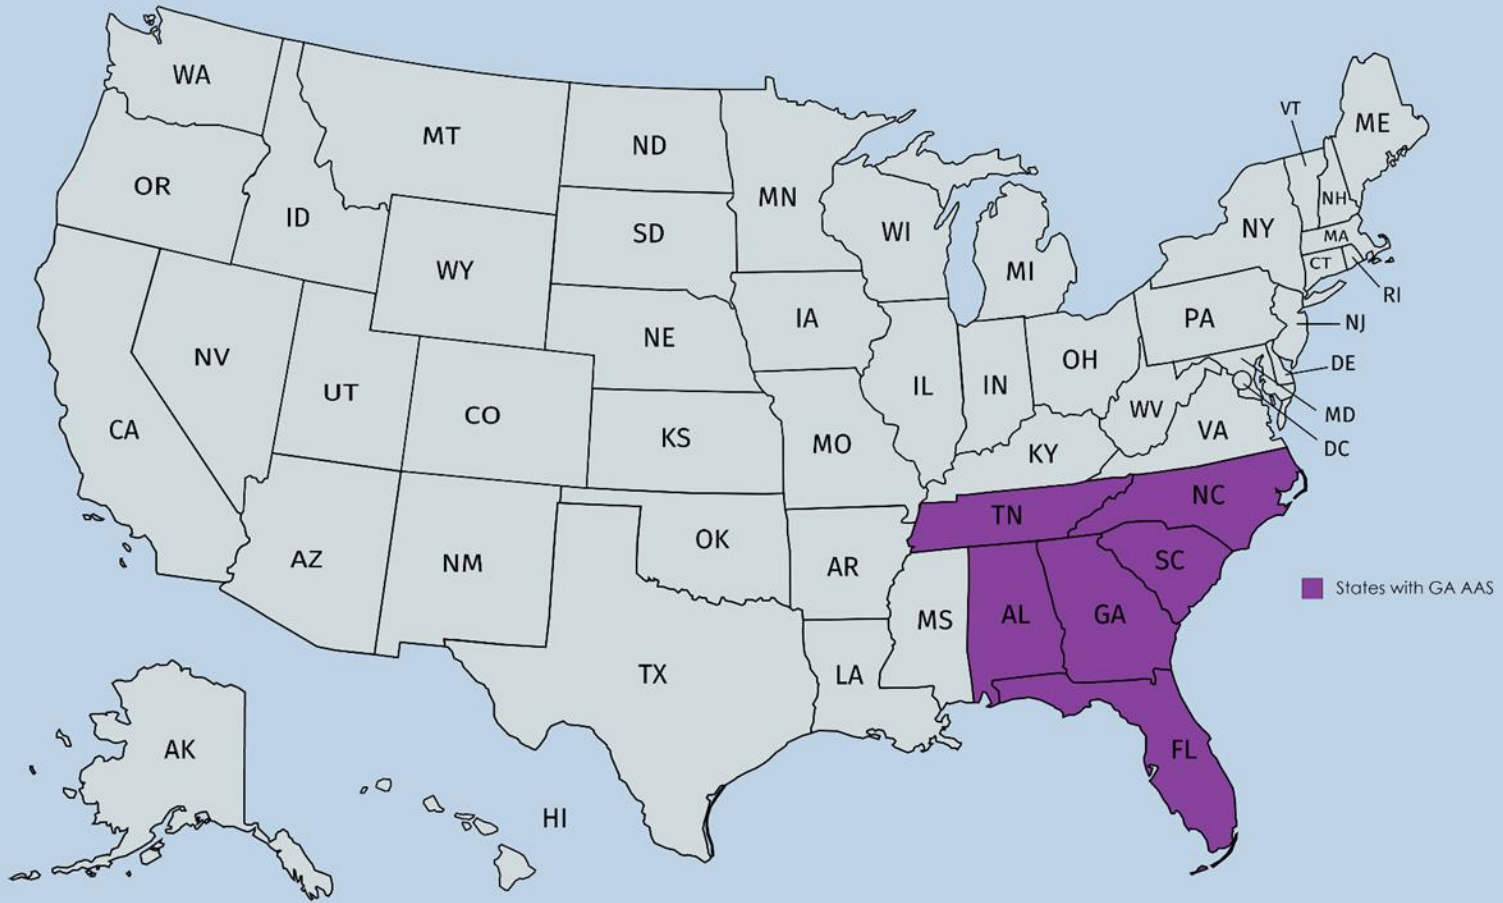 WA
MT
ND
MN
VT
ME
OR
ID
SD
WI
NH
NY
MA
WY
MI
CT
RI
IA
PA
NJ
NE
NV
OH
DE
UT
IL
IN
CO
WV
MD
CA
KS
MO
VA
DC
KY
NC
TN
OK
AZ
NM
AR
SC
States with GA AAS
MS
AL
GA
TX
LA
AK
FL
HI